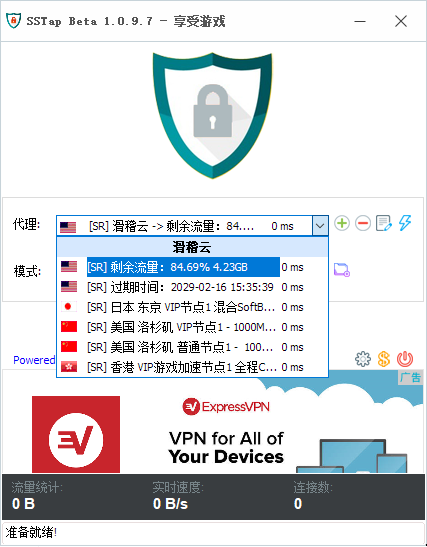 SSTap Beta 1.0.9.7 - 享受游戏
代理:
[SR] 滑稽云 -> 剩余流量: 84.... 0 ms
滑稽云
模式:
[SR] 剩余流量: 84.69% 4.23GB 0 ms
[SR] 过期时间: 2029-02-16 15:35:39 0 ms
[SR] 日本 东京 VIP节点1 混合SoftB... 0 ms
[SR] 美国 洛杉矶 VIP节点1 - 1000M... 0 ms
[SR] 美国 洛杉矶 普通节点1 - 100... 0 ms
Powered
[SR] 香港 VIP游戏加速节点1 全程C... 0 ms
广告
ExpressVPN
VPN for All of
Your Devices
流量统计: 实时速度: 连接数:
0 B 0 B/s 0
准备就绪!